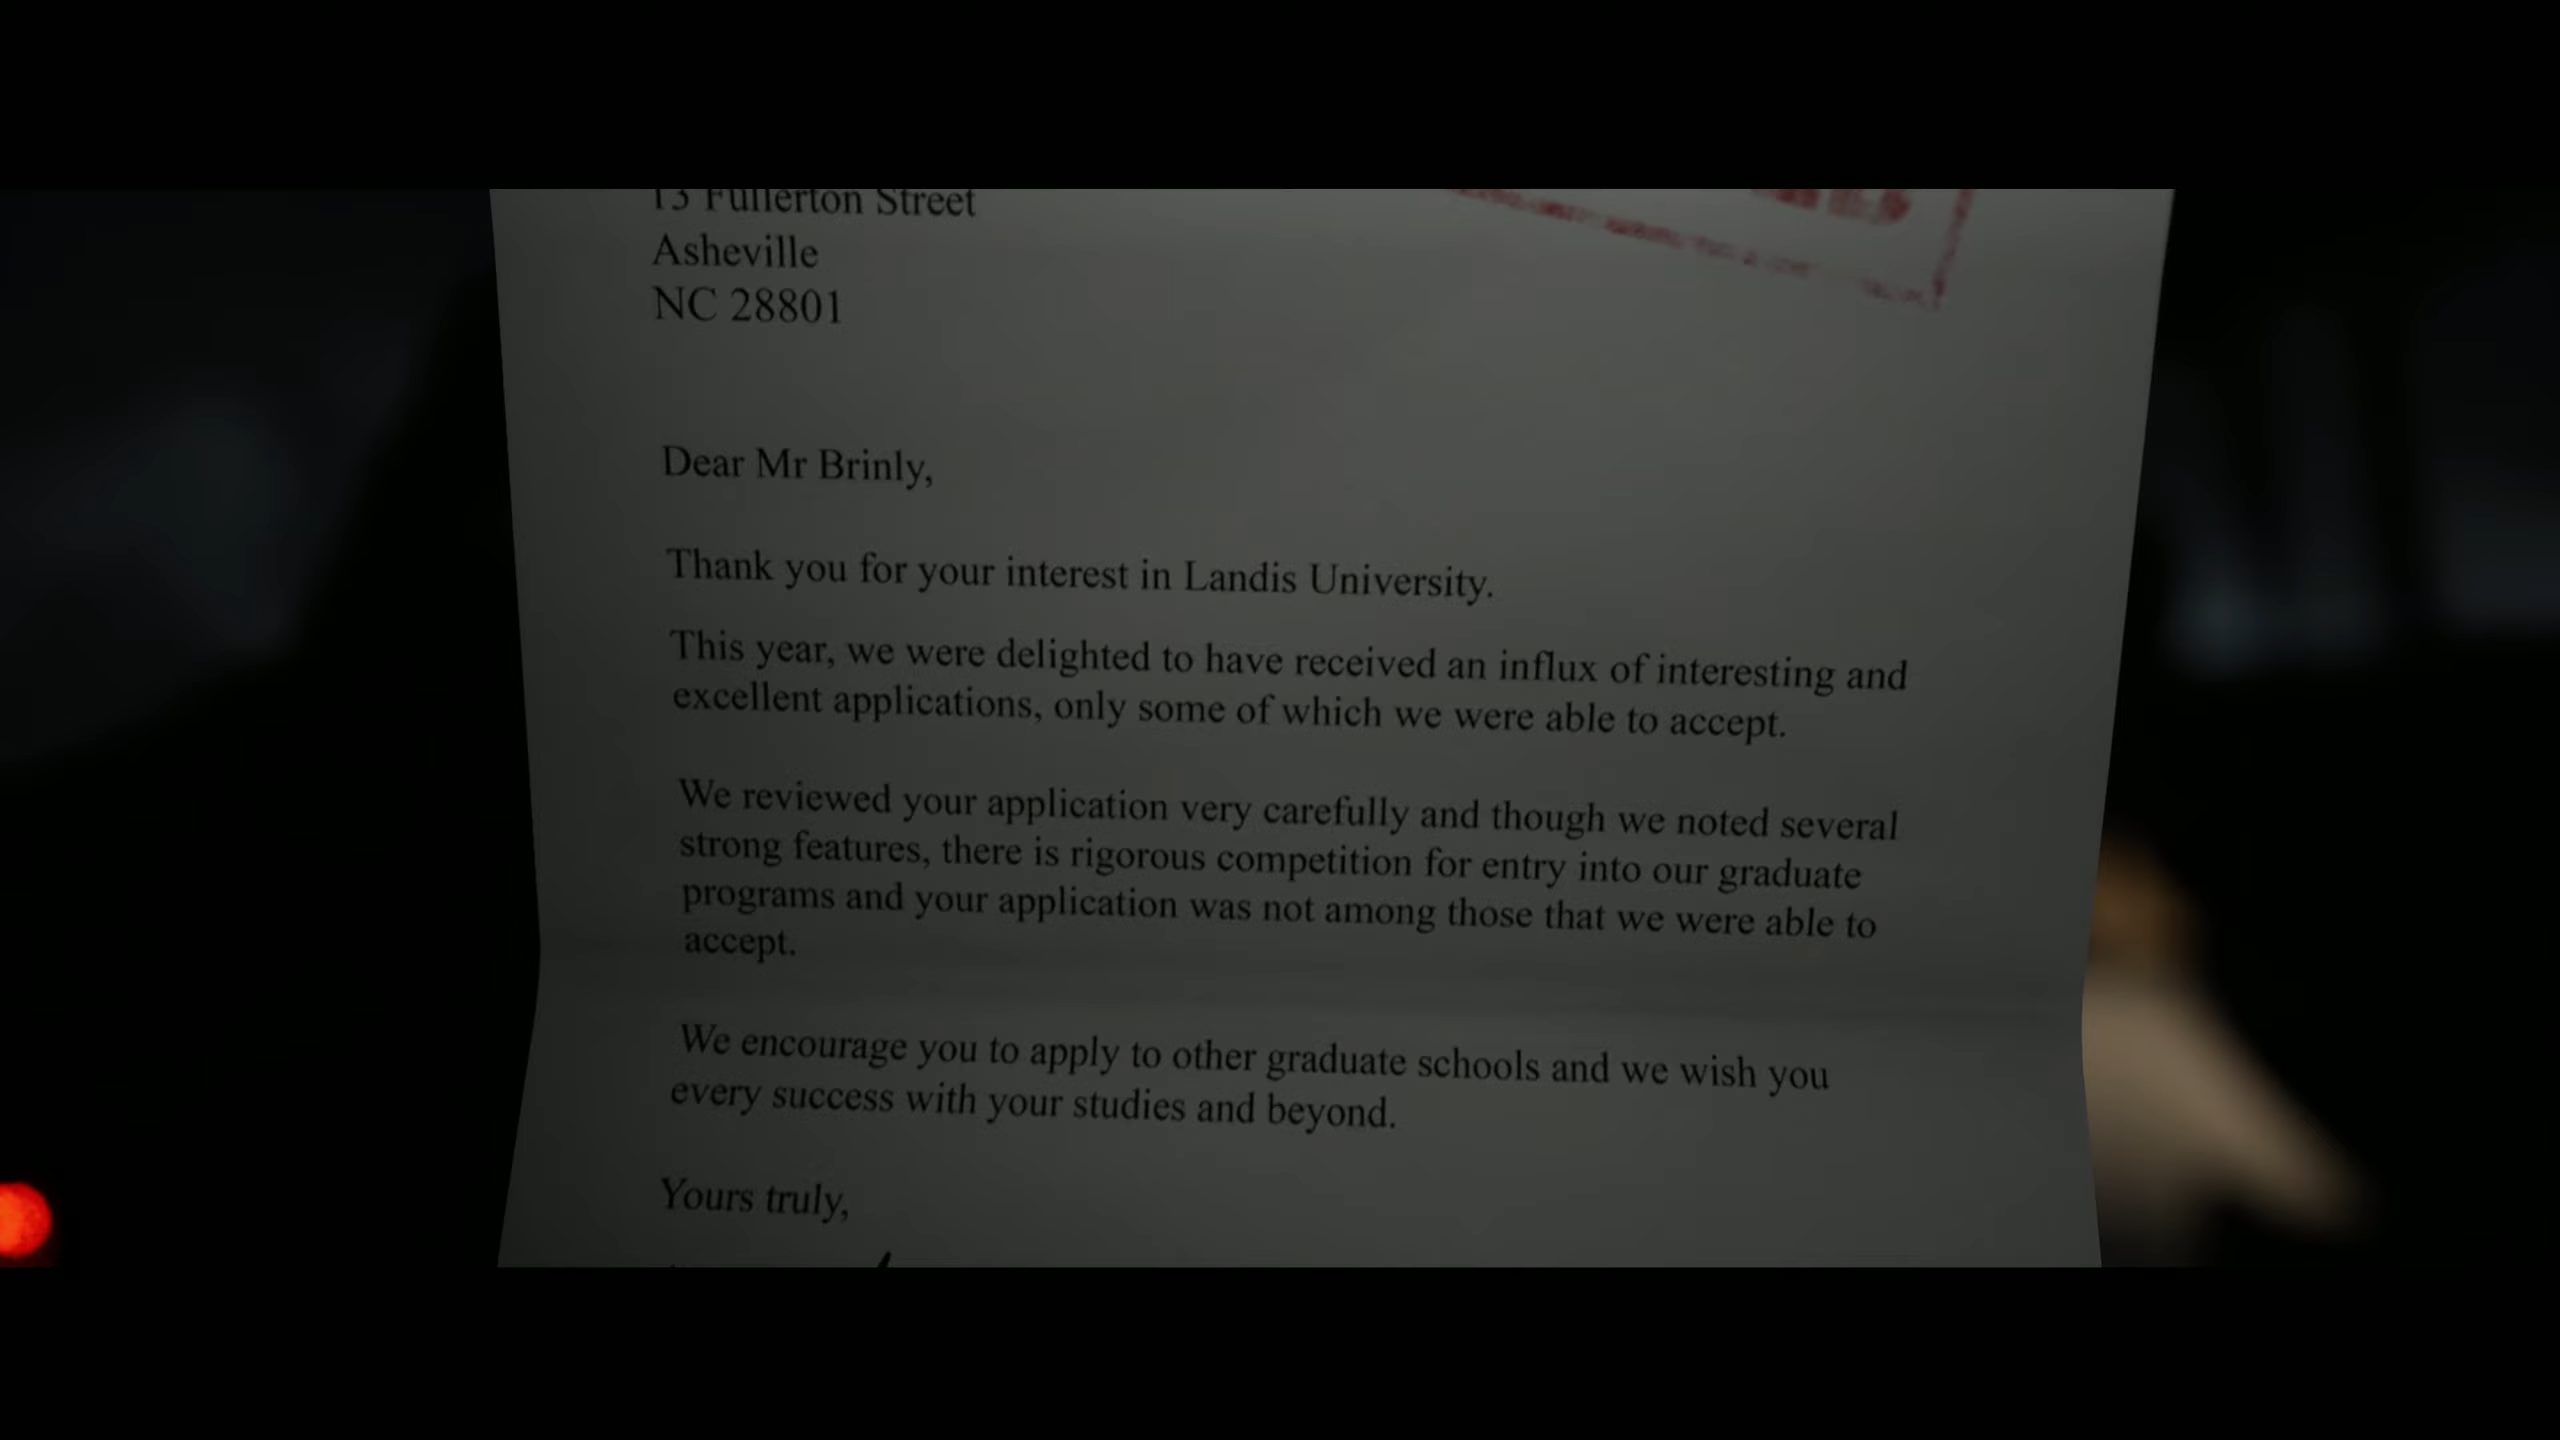 13 Fullerton Street
Asheville
NC 28801
Dear Mr Brinly,
Thank you for your interest in Landis University.
This year, we were delighted to have received an influx of interesting and
excellent applications, only some of which we were able to accept.
We reviewed your application very carefully and though we noted several
strong features, there is rigorous competition for entry into our graduate
programs and your application was not among those that we were able to
accept.
We encourage you to apply to other graduate schools and we wish you
every success with your studies and beyond.
Yours truly,